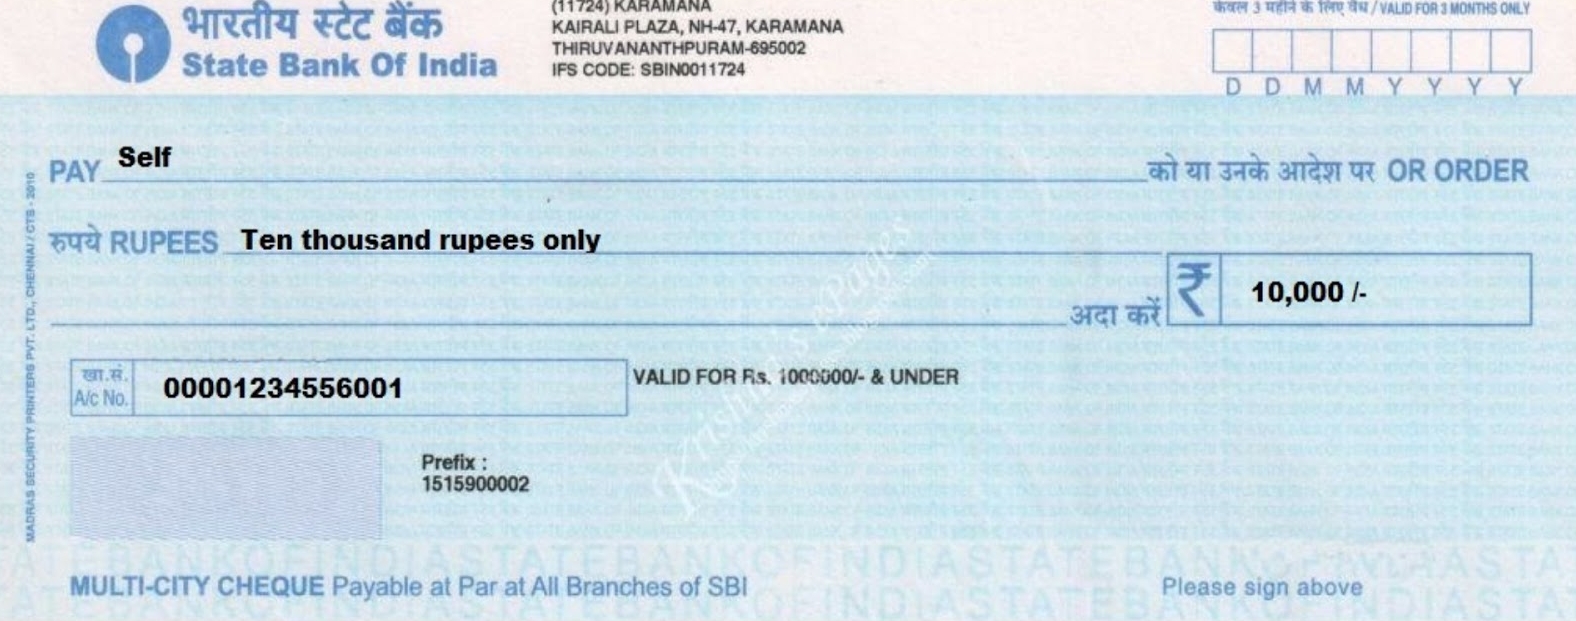 भारतीय स्टेट बैंक
State Bank Of India
(11724) KARAMANA
KAIRALI PLAZA, NH-47, KARAMANA
THIRUVANANTHPURAM-695002
IFS CODE: SBIN0011724
केवल 3 महीने के लिए वैध / VALID FOR 3 MONTHS ONLY
D D M M Y Y Y Y
PAY Self को या उनके आदेश पर OR ORDER
रुपये RUPEES Ten thousand rupees only
अदा करें ₹ 10,000 /-
खा.सं.
A/c No. 00001234556001
VALID FOR Rs. 1000000/- & UNDER
Prefix :
1515900002
MADRAS SECURITY PRINTERS PVT. LTD., CHENNAI / CTS - 2010
MULTI-CITY CHEQUE Payable at Par at All Branches of SBI
Please sign above